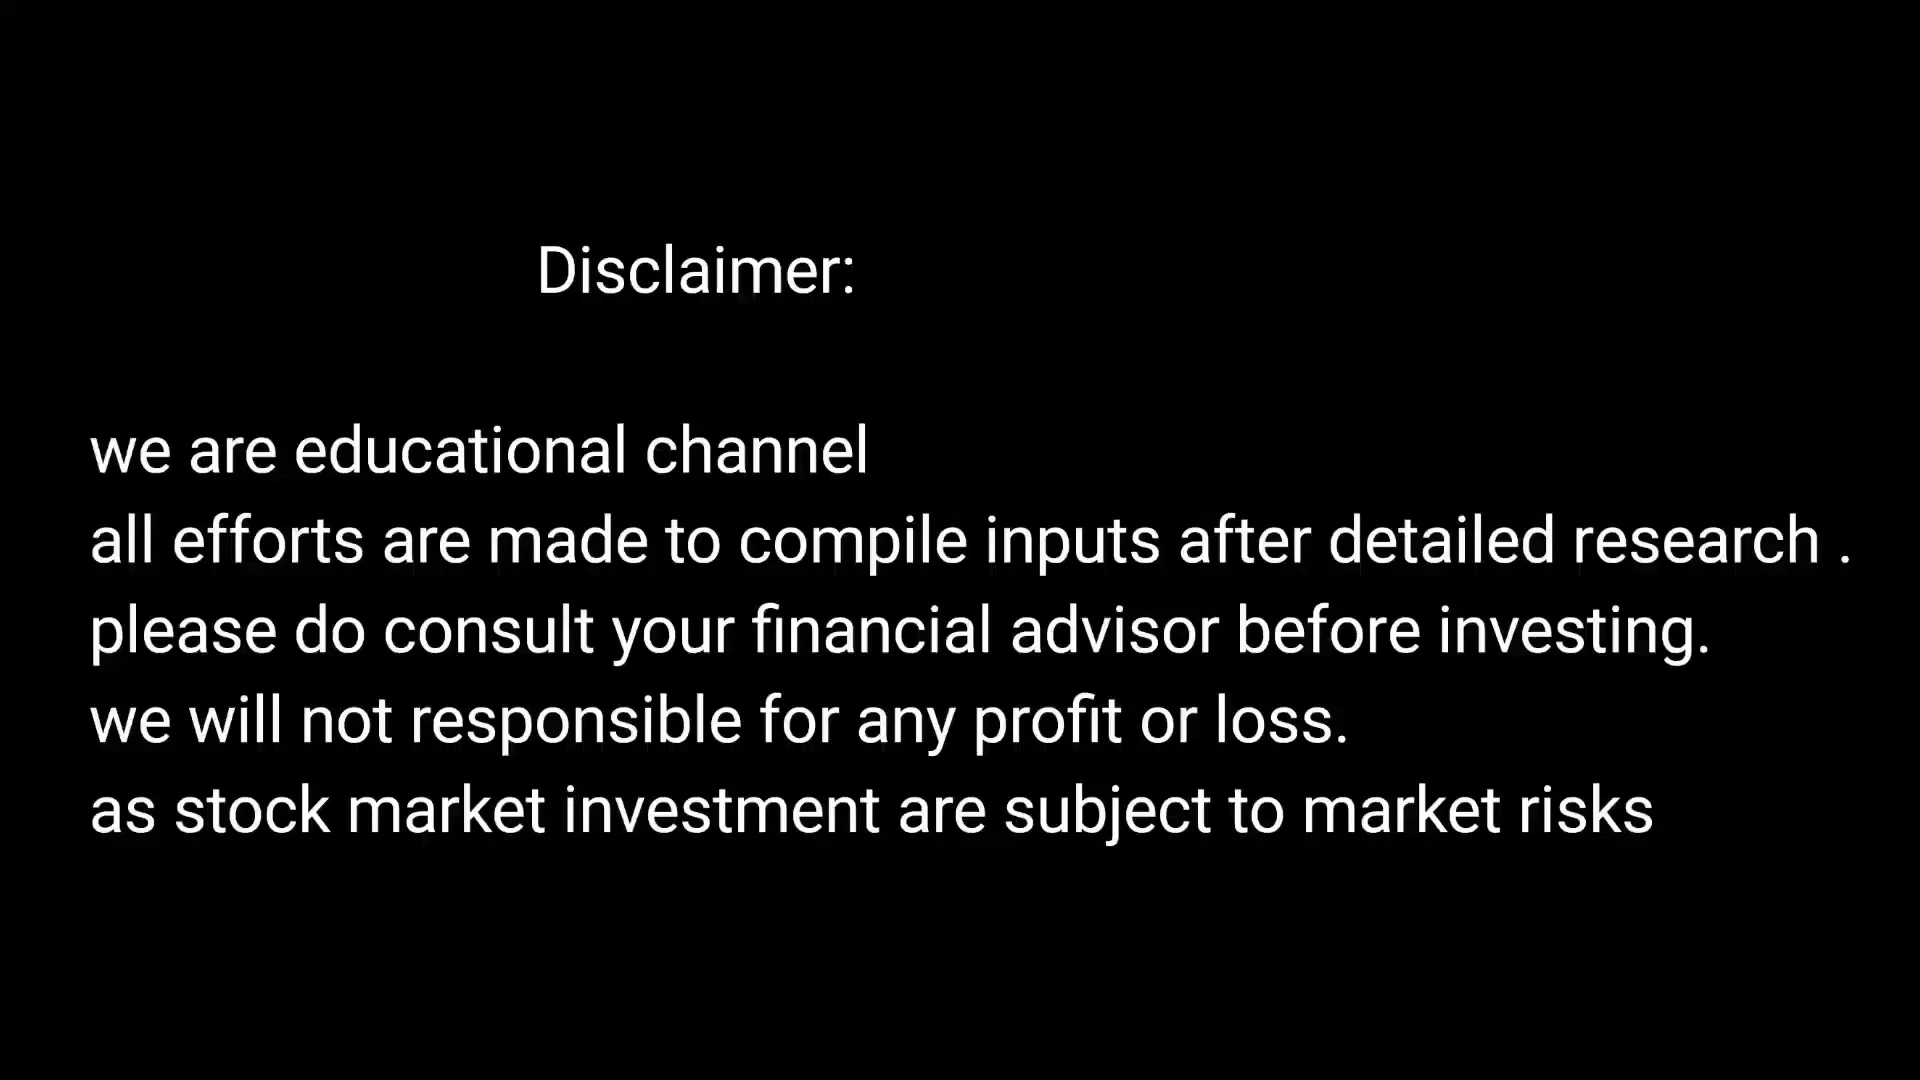 Disclaimer:
we are educational channel
all efforts are made to compile inputs after detailed research .
please do consult your financial advisor before investing.
we will not responsible for any profit or loss.
as stock market investment are subject to market risks